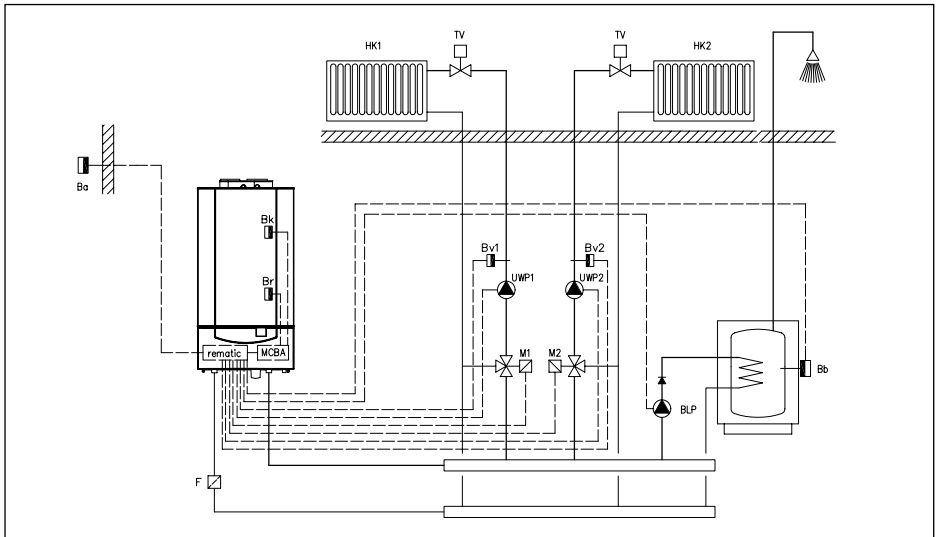 TV
TV
HK1
HK2
Ba
Bk
Bv1
Bv2
UWP1
UWP2
Br
rematic
MCBA
M1
M2
Bb
BLP
F